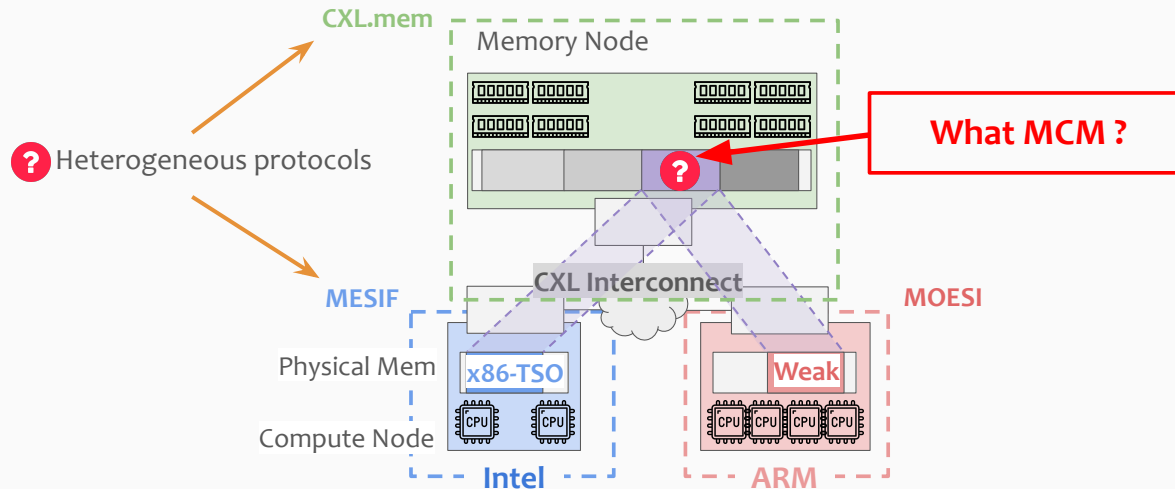 CXL.mem
Memory Node
What MCM ?
? Heterogeneous protocols
?
CXL Interconnect
MESIF
MOESI
Physical Mem
x86-TSO
Weak
Compute Node
CPU
CPU
CPU
CPU
CPU
CPU
Intel
ARM